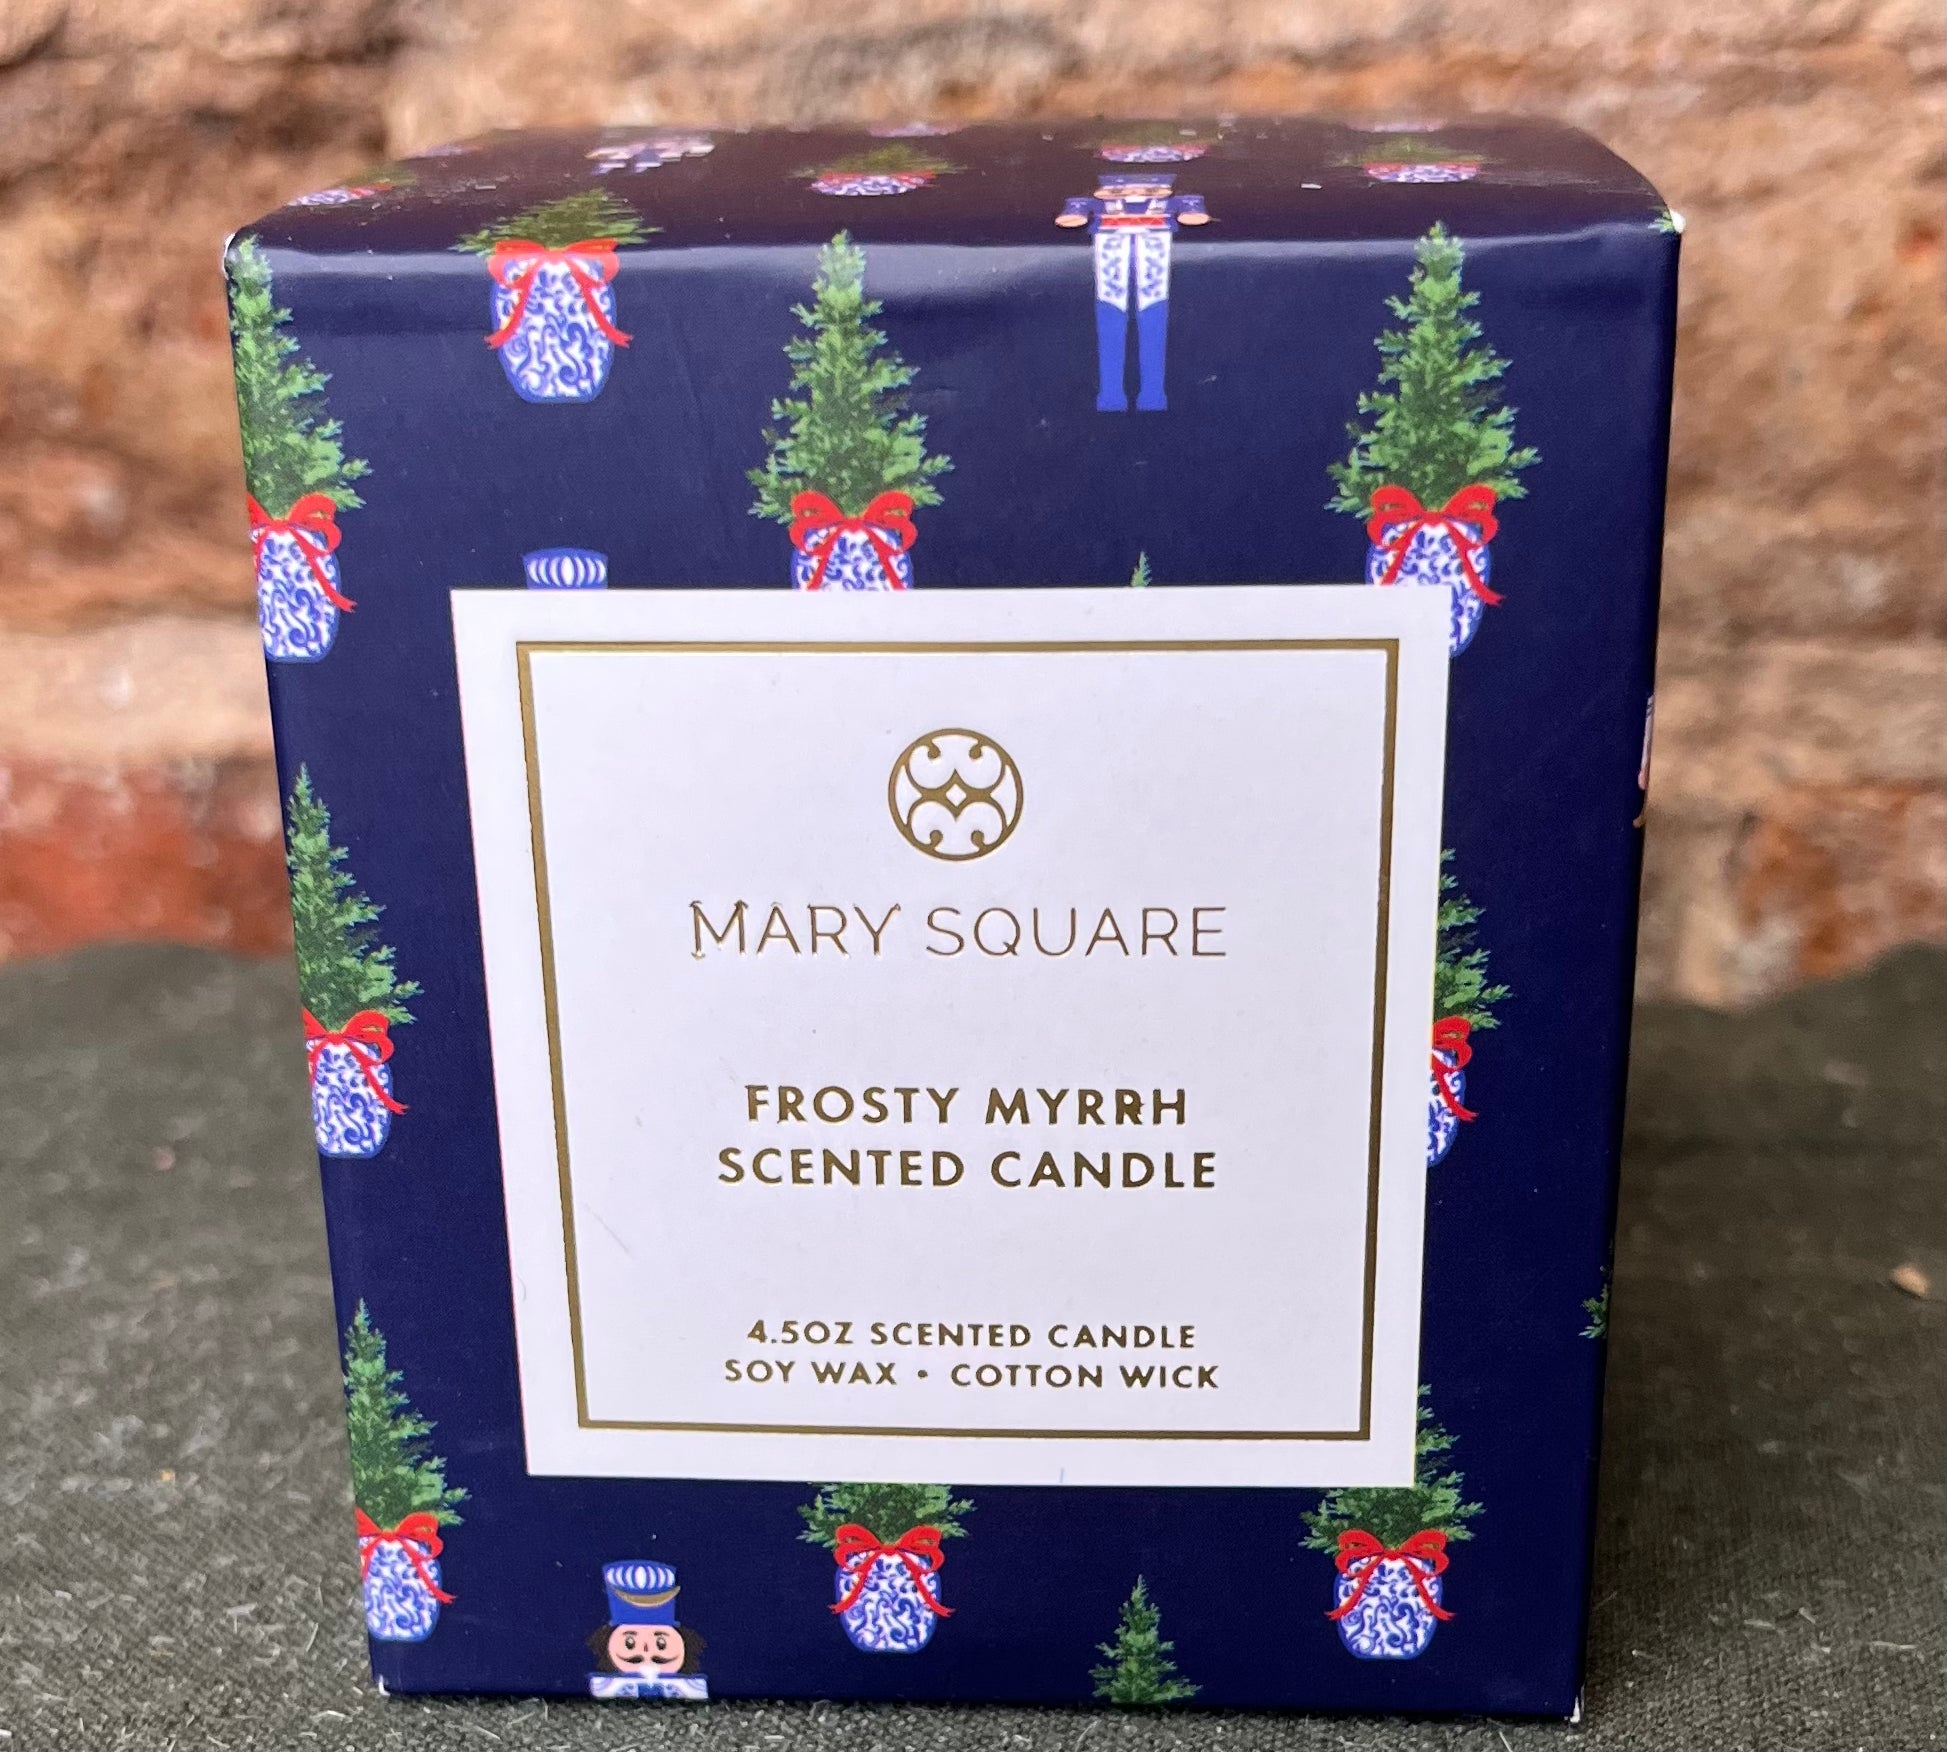 MARY SQUARE
FROSTY MYRRH
SCENTED CANDLE
4.5OZ SCENTED CANDLE
SOY WAX • COTTON WICK